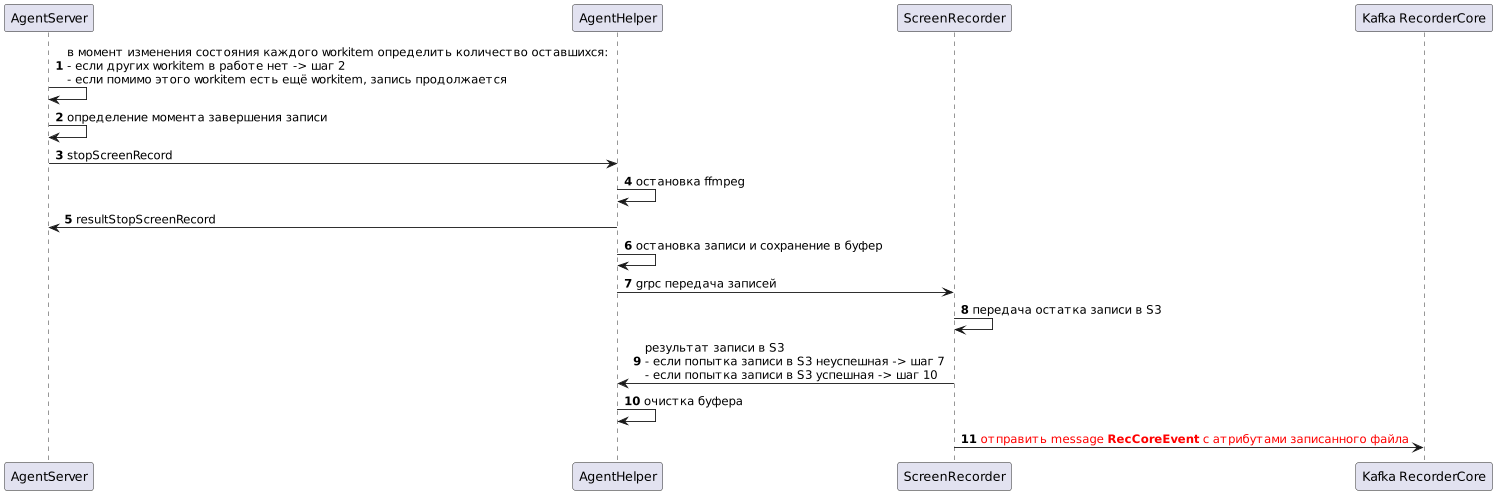 AgentServer
AgentHelper
ScreenRecorder
Kafka RecorderCore
в момент изменения состояния каждого workitem определить количество оставшихся:
1 - если других workitem в работе нет -> шаг 2
- если помимо этого workitem есть ещё workitem, запись продолжается
2 определение момента завершения записи
3 stopScreenRecord
4 остановка ffmpeg
5 resultStopScreenRecord
6 остановка записи и сохранение в буфер
7 grpc передача записей
8 передача остатка записи в S3
результат записи в S3
9 - если попытка записи в S3 неуспешная -> шаг 7
- если попытка записи в S3 успешная -> шаг 10
10 очистка буфера
11 отправить message RecCoreEvent с атрибутами записанного файла
AgentServer
AgentHelper
ScreenRecorder
Kafka RecorderCore